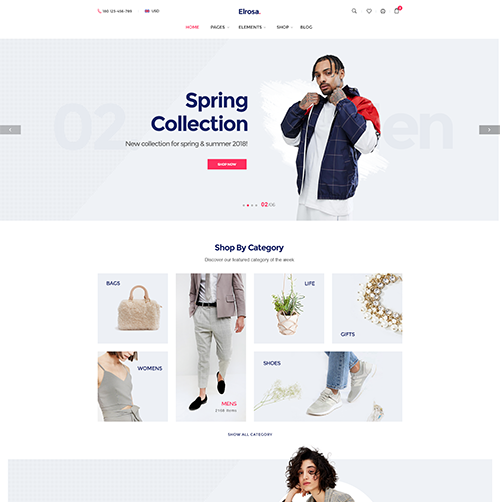 180 123-456-789
USD
Elrosa.
HOME
PAGES
ELEMENTS
SHOP
BLOG
Spring
Collection
New collection for spring & summer 2018!
SHOP NOW
02
en
02/06
Shop By Category
Discover our featured category of the week
BAGS
LIFE
GIFTS
WOMENS
MENS
SHOES
SHOW ALL CATEGORY